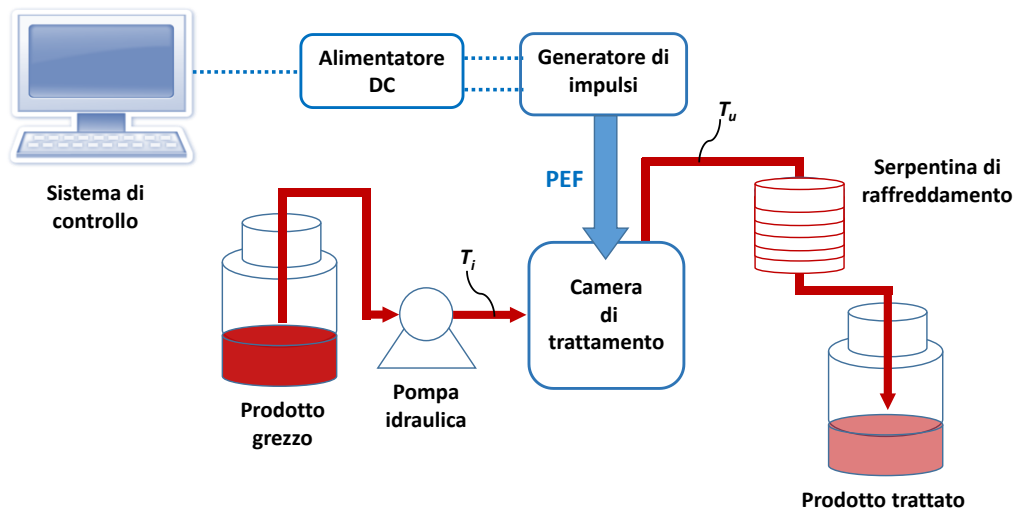 Alimentatore
DC
Generatore di
impulsi
T_u
Sistema di
controllo
PEF
Serpentina di
raffreddamento
T_i
Camera
di
trattamento
Prodotto
grezzo
Pompa
idraulica
Prodotto trattato